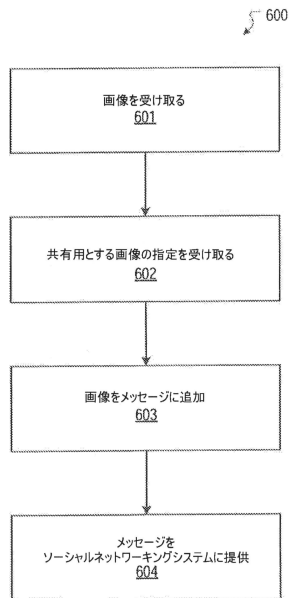 600
画像を受け取る
601
共有用とする画像の指定を受け取る
602
画像をメッセージに追加
603
メッセージを
ソーシャルネットワーキングシステムに提供
604